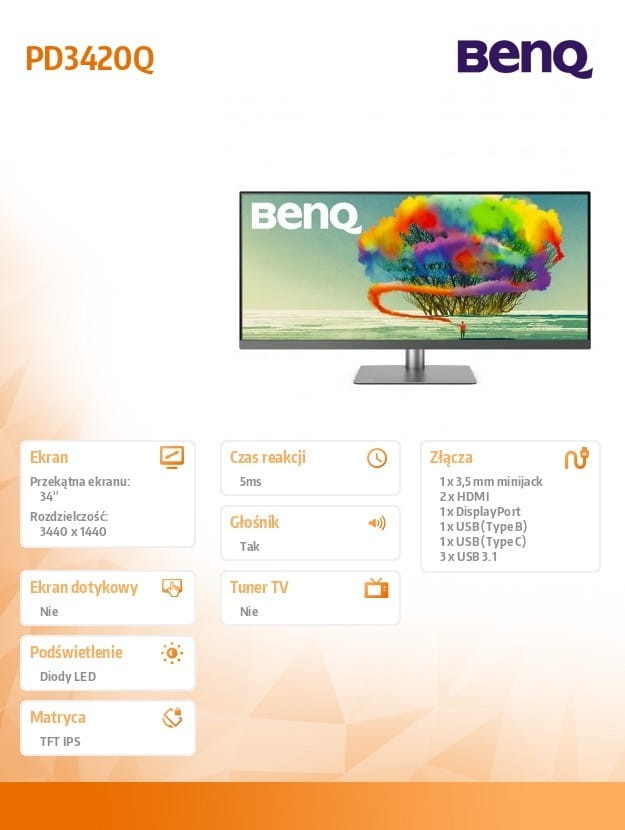 PD3420Q
BenQ
BenQ
Ekran
Przekątna ekranu:
34"
Rozdzielczość:
3440 x 1440
Czas reakcji
5ms
Głośnik
Tak
Złącza
1 x 3,5 mm minijack
2 x HDMI
1 x DisplayPort
1 x USB (Type B)
1 x USB (Type C)
3 x USB 3.1
Ekran dotykowy
Nie
Tuner TV
Nie
Podświetlenie
Diody LED
Matryca
TFT IPS